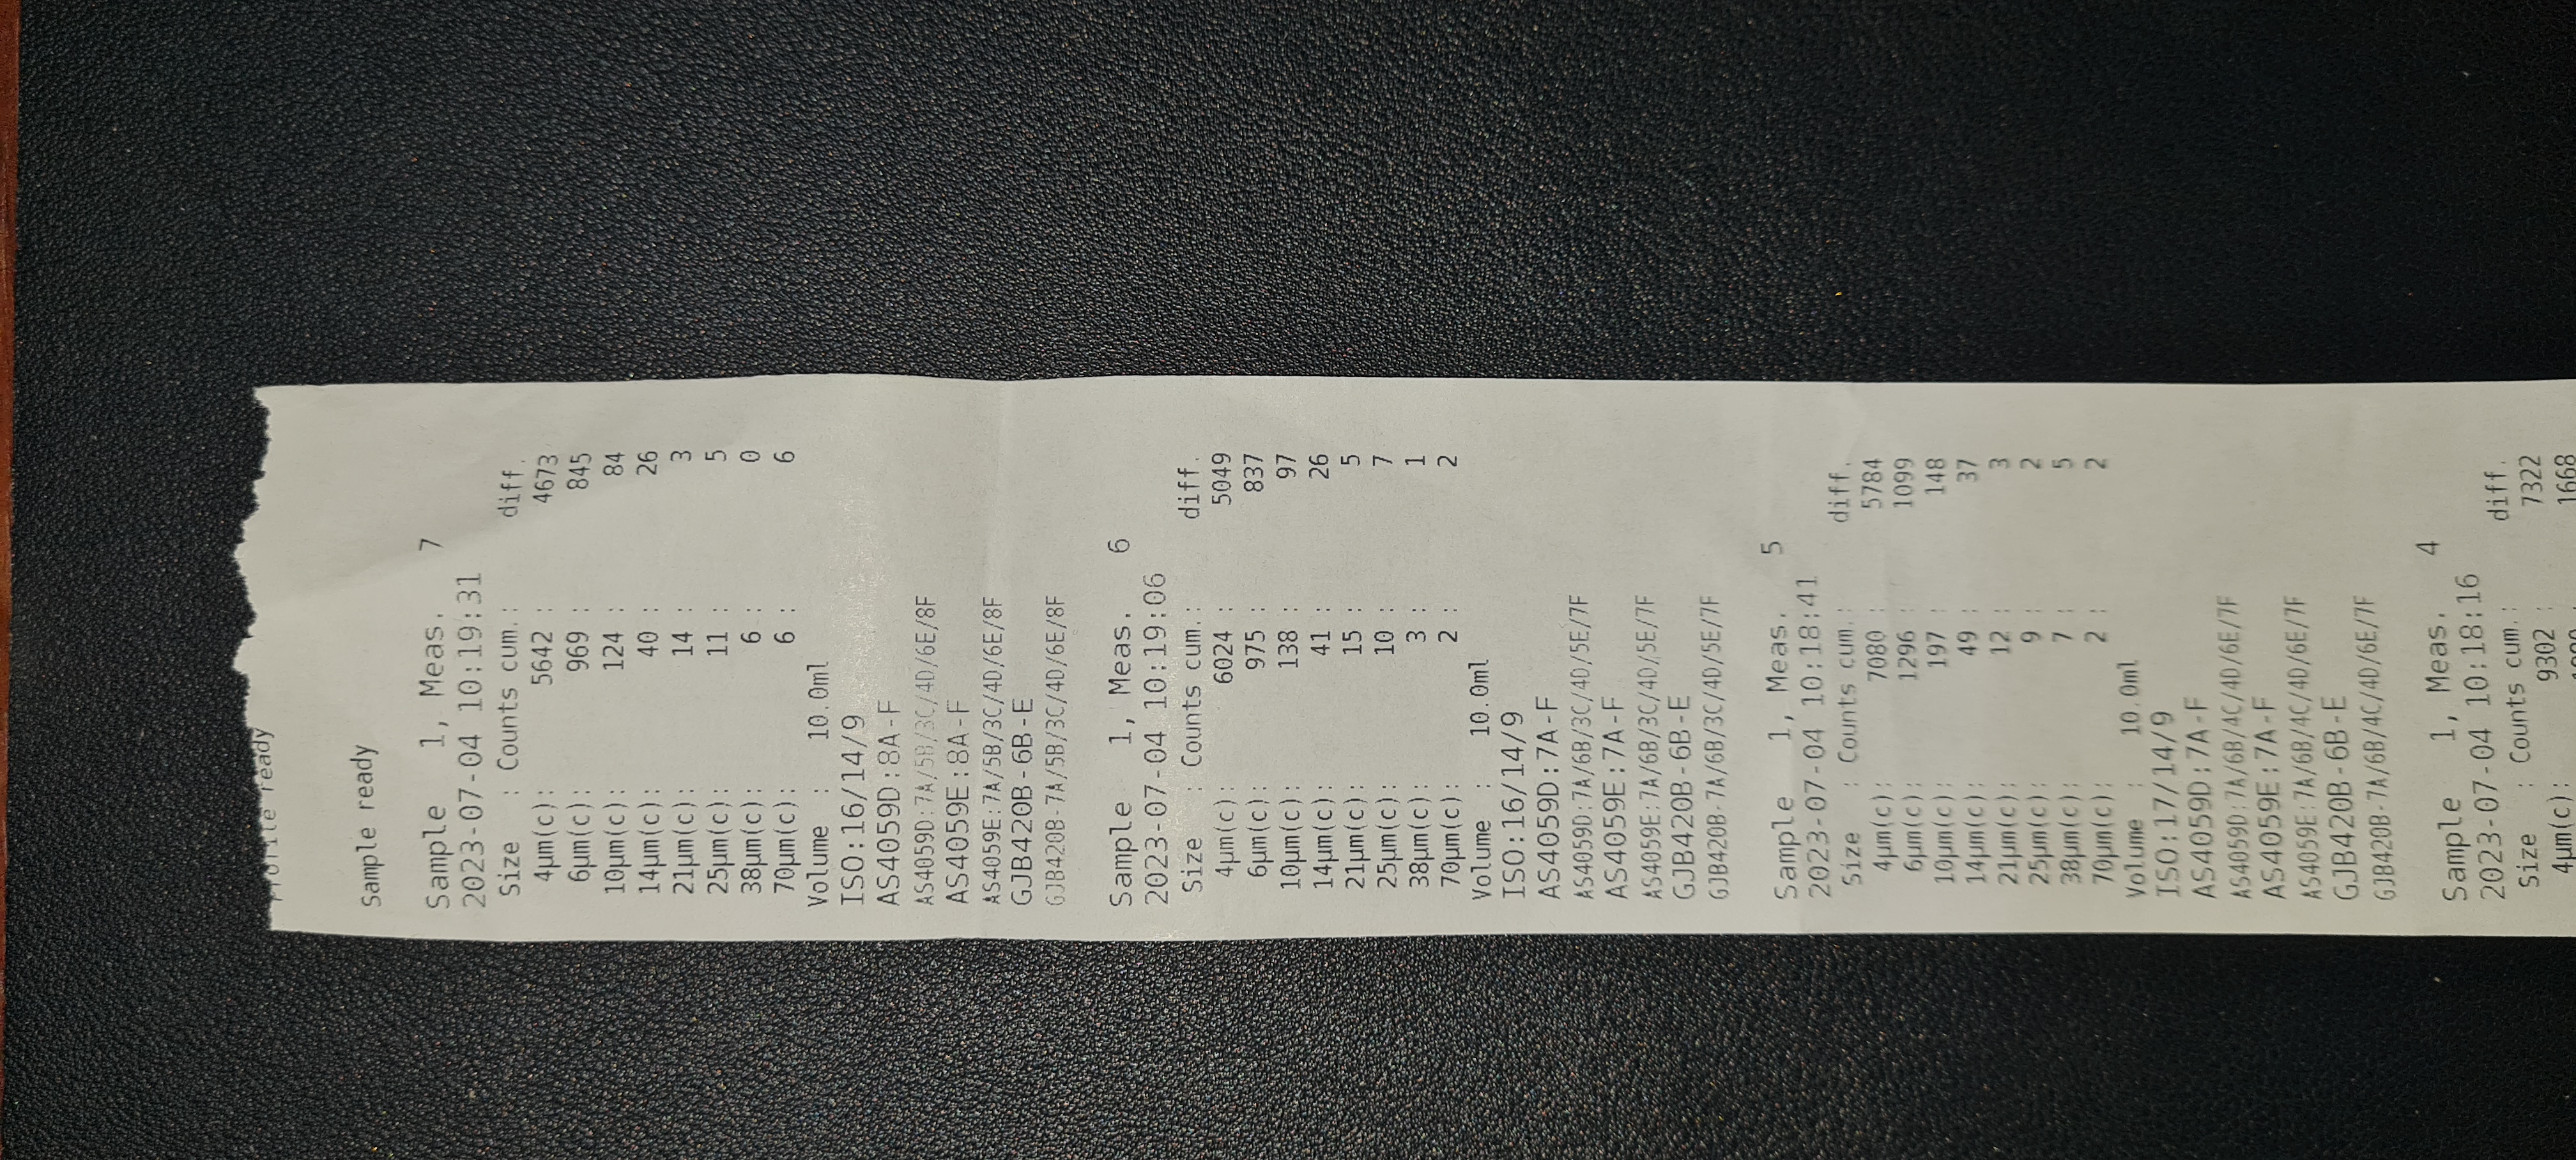 Profile ready
Sample ready
Sample 1, Meas. 7
2023-07-04 10:19:31
Size : Counts cum.: diff.
4µm(c): 5642 : 4673
6µm(c): 969 : 845
10µm(c): 124 : 84
14µm(c): 40 : 26
21µm(c): 14 : 3
25µm(c): 11 : 5
38µm(c): 6 : 0
70µm(c): 6 : 6
Volume : 10.0ml
ISO:16/14/9
AS4059D:8A-F
AS4059D:7A/5B/3C/4D/6E/8F
AS4059E:8A-F
AS4059E:7A/5B/3C/4D/6E/8F
GJB420B-6B-E
GJB420B-7A/5B/3C/4D/6E/8F
Sample 1, Meas. 6
2023-07-04 10:19:06
Size : Counts cum.: diff.
4µm(c): 6024 : 5049
6µm(c): 975 : 837
10µm(c): 138 : 97
14µm(c): 41 : 26
21µm(c): 15 : 5
25µm(c): 10 : 7
38µm(c): 3 : 1
70µm(c): 2 : 2
Volume : 10.0ml
ISO:16/14/9
AS4059D:7A-F
AS4059D:7A/6B/3C/4D/5E/7F
AS4059E:7A-F
AS4059E:7A/6B/3C/4D/5E/7F
GJB420B-6B-E
GJB420B-7A/6B/3C/4D/5E/7F
Sample 1, Meas. 5
2023-07-04 10:18:41
Size : Counts cum.: diff.
4µm(c): 7080 : 5784
6µm(c): 1296 : 1099
10µm(c): 197 : 148
14µm(c): 49 : 37
21µm(c): 12 : 3
25µm(c): 9 : 2
38µm(c): 7 : 5
70µm(c): 2 : 2
Volume : 10.0ml
ISO:17/14/9
AS4059D:7A-F
AS4059D:7A/6B/4C/4D/6E/7F
AS4059E:7A-F
AS4059E:7A/6B/4C/4D/6E/7F
GJB420B-6B-E
GJB420B-7A/6B/4C/4D/6E/7F
Sample 1, Meas. 4
2023-07-04 10:18:16
Size : Counts cum.: diff.
4µm(c): 9302 : 7322
1668